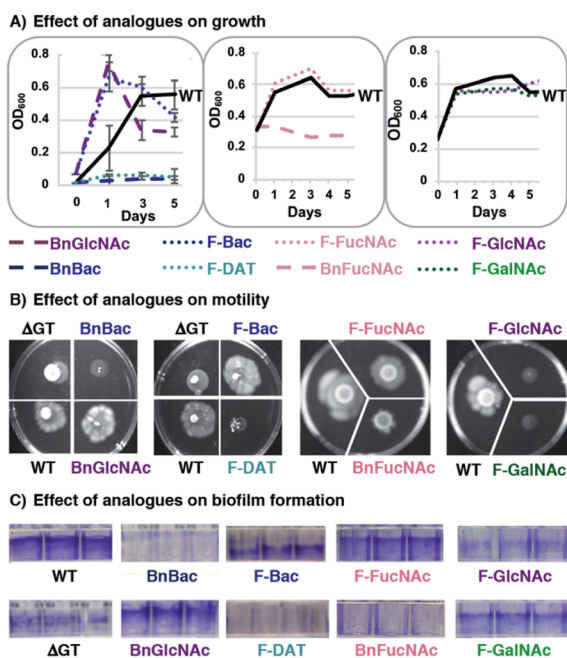 A) Effect of analogues on growth
0.8 0.6 0.4 0.2 0
OD600
WT
0 1 3 5
Days
0.8 0.6 0.4 0.2 0
OD600
WT
0 1 2 3 4 5
Days
0.8 0.6 0.4 0.2 0
OD600
WT
0 1 2 3 4 5
Days
BnGlcNAc F-Bac F-FucNAc F-GlcNAc
BnBac F-DAT BnFucNAc F-GalNAc
B) Effect of analogues on motility
ΔGT BnBac ΔGT F-Bac F-FucNAc F-GlcNAc
WT BnGlcNAc WT F-DAT WT BnFucNAc WT F-GalNAc
C) Effect of analogues on biofilm formation
WT BnBac F-Bac F-FucNAc F-GlcNAc
ΔGT BnGlcNAc F-DAT BnFucNAc F-GalNAc